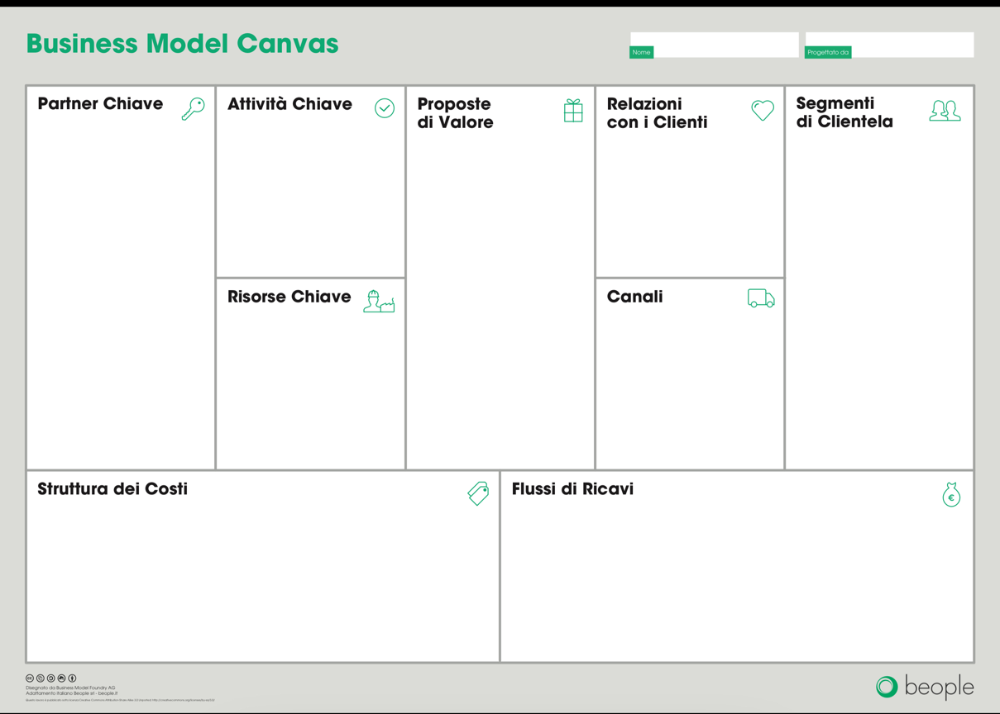 Business Model Canvas
Nome
Progettato da
Partner Chiave
Attività Chiave
Proposte
di Valore
Relazioni
con i Clienti
Segmenti
di Clientela
Risorse Chiave
Canali
Struttura dei Costi
Flussi di Ricavi
€
Disegnato da Business Model Foundry AG
Adattamento italiano Beople srl - beople.it
beople